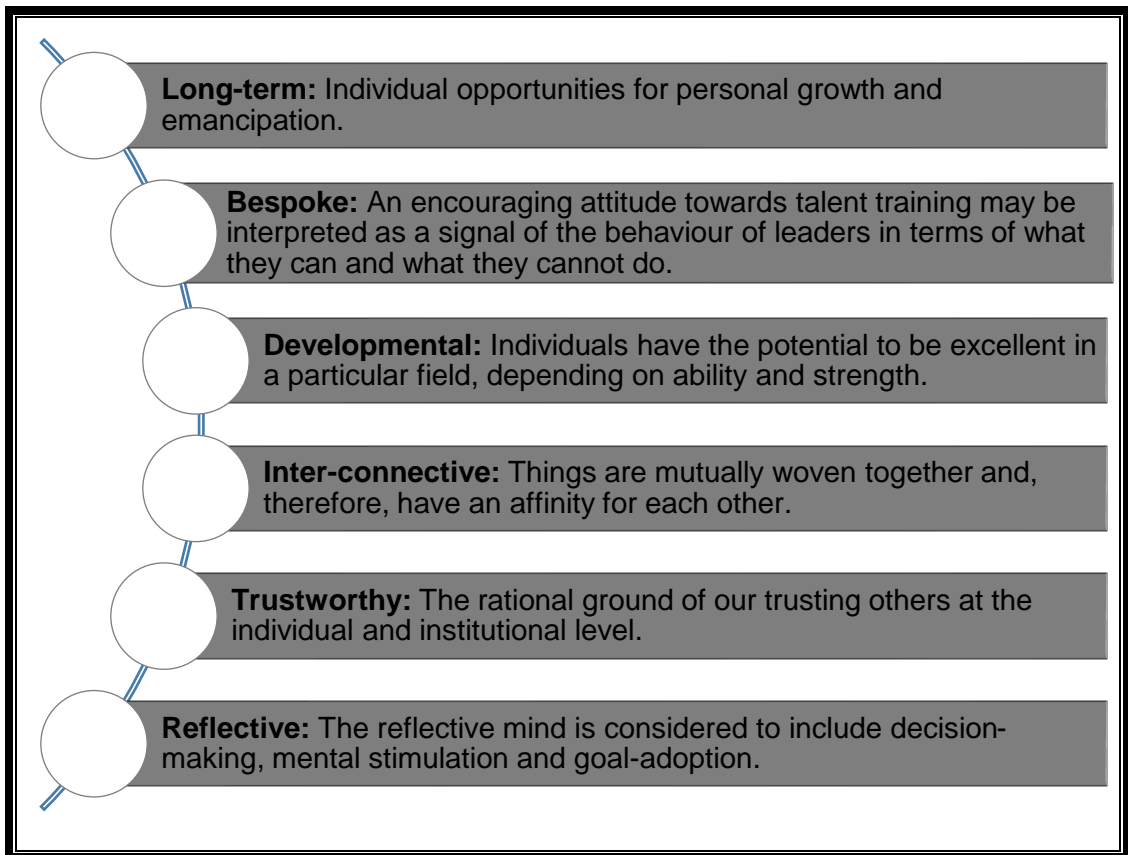 Long-term: Individual opportunities for personal growth and
emancipation.
Bespoke: An encouraging attitude towards talent training may be
interpreted as a signal of the behaviour of leaders in terms of what
they can and what they cannot do.
Developmental: Individuals have the potential to be excellent in
a particular field, depending on ability and strength.
Inter-connective: Things are mutually woven together and,
therefore, have an affinity for each other.
Trustworthy: The rational ground of our trusting others at the
individual and institutional level.
Reflective: The reflective mind is considered to include decision-
making, mental stimulation and goal-adoption.